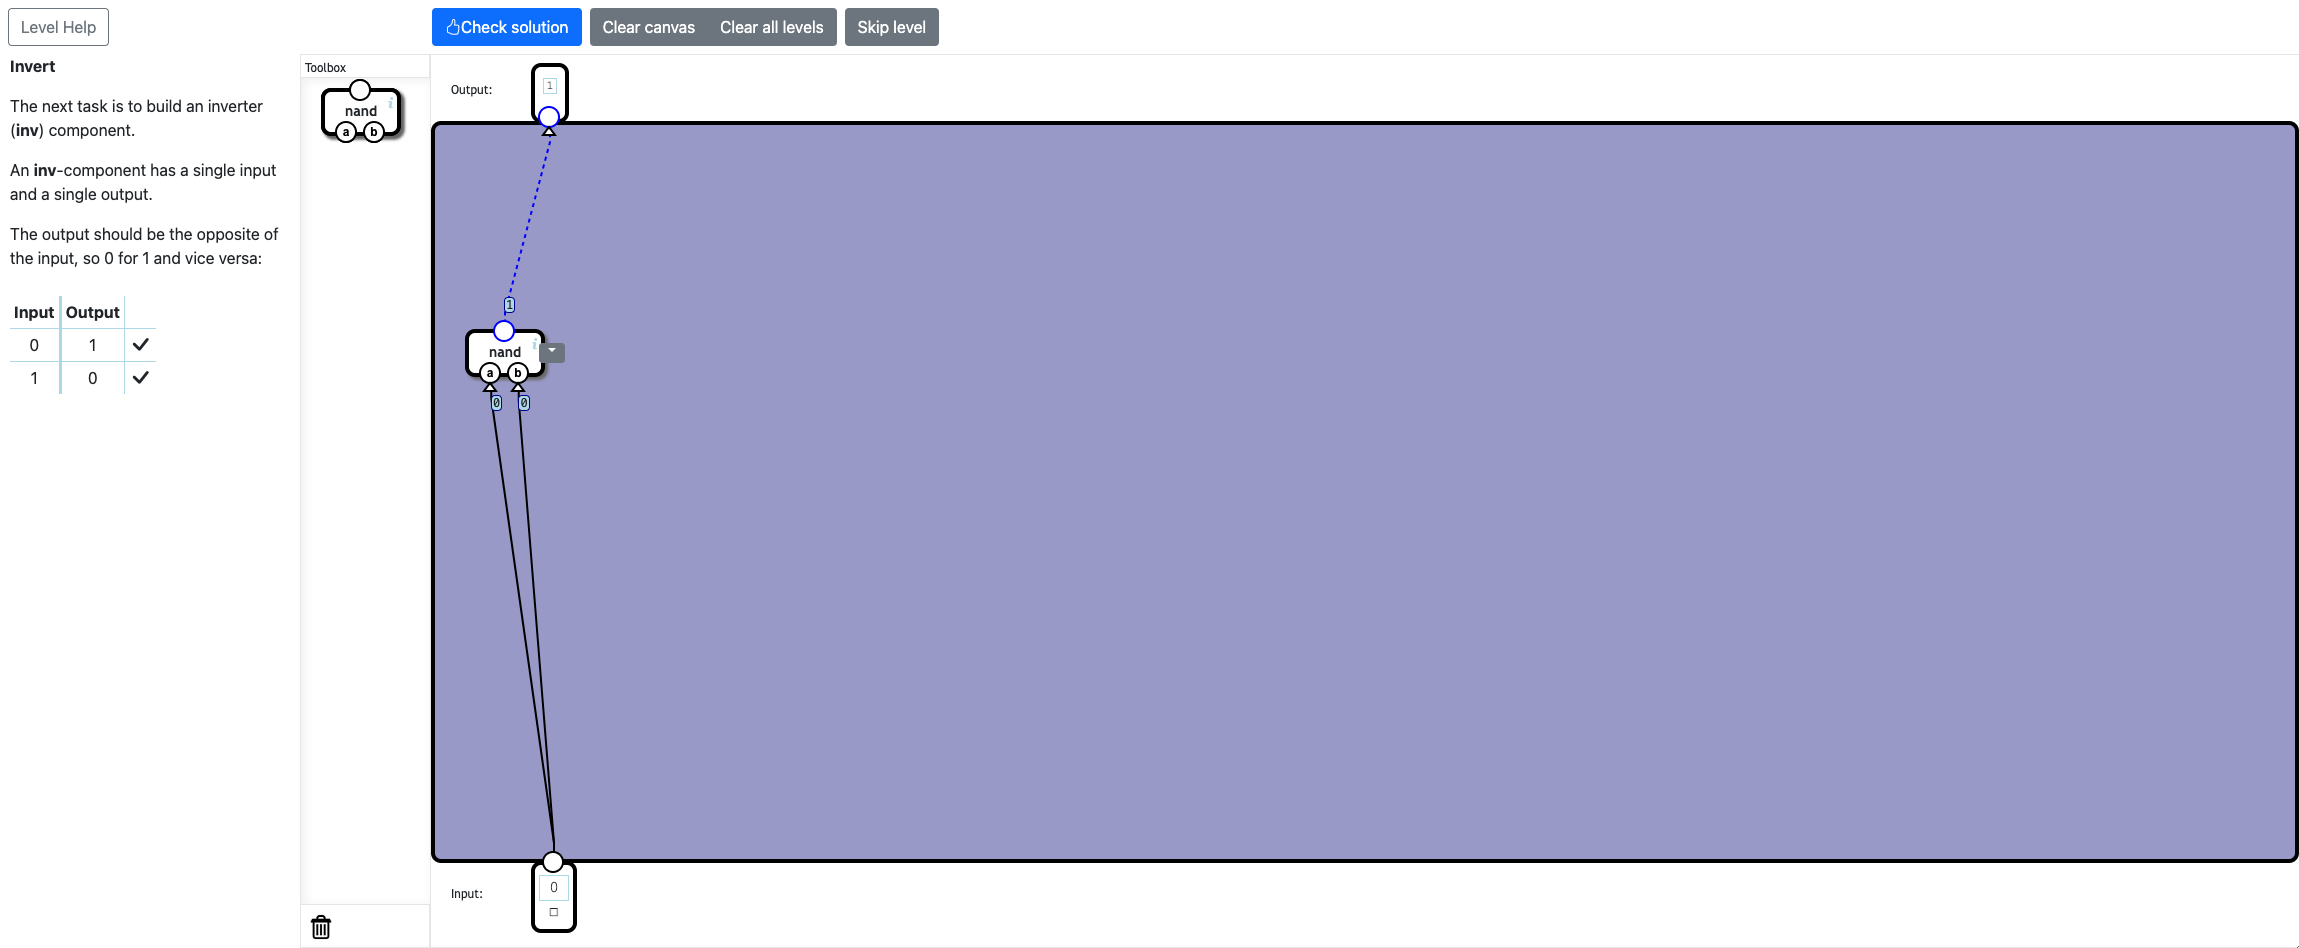 Level Help
Check solution
Clear canvas
Clear all levels
Skip level
Invert
The next task is to build an inverter
(inv) component.
An inv-component has a single input
and a single output.
The output should be the opposite of
the input, so 0 for 1 and vice versa:
Input Output
0 1
1 0
Toolbox
nand
i
a b
Output:
1
1
nand
i
a b
0 0
Input:
0